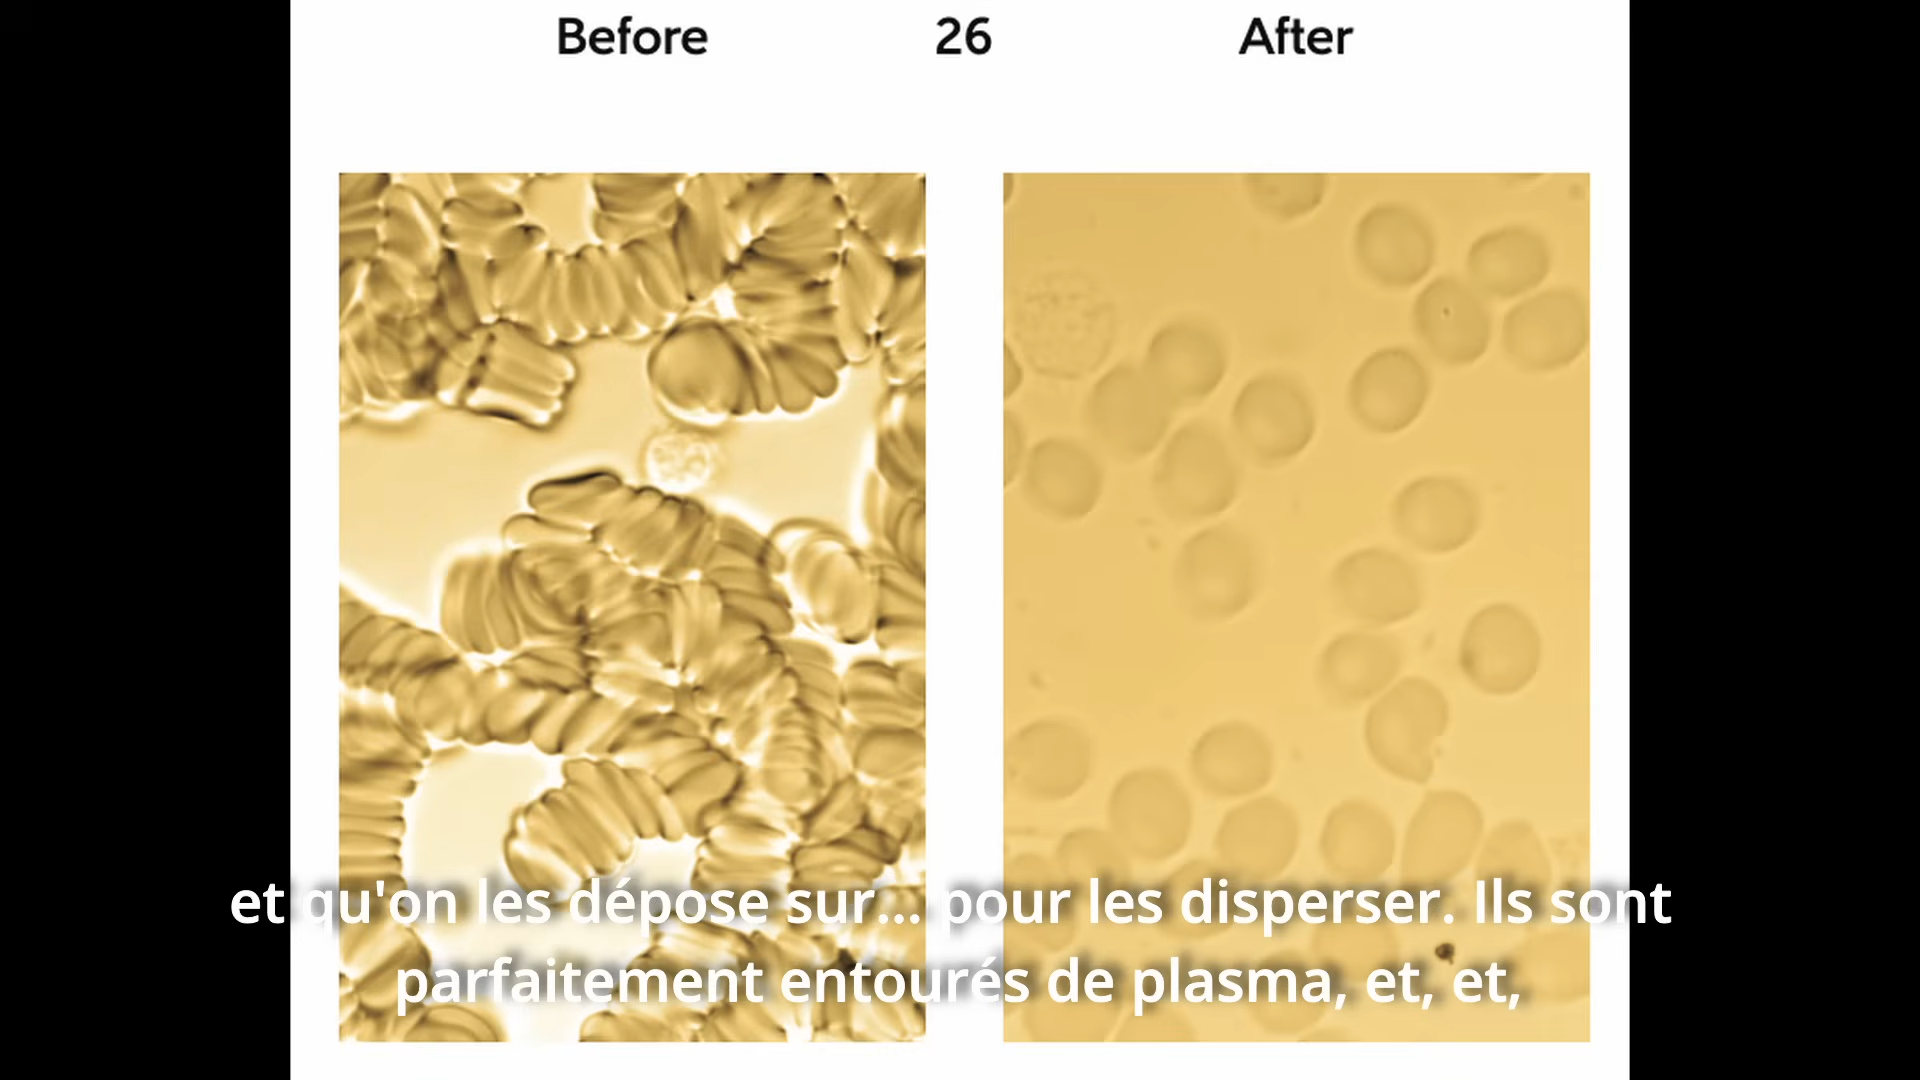 Before 26 After
et qu'on les dépose sur... pour les disperser. Ils sont
parfaitement entourés de plasma, et, et,